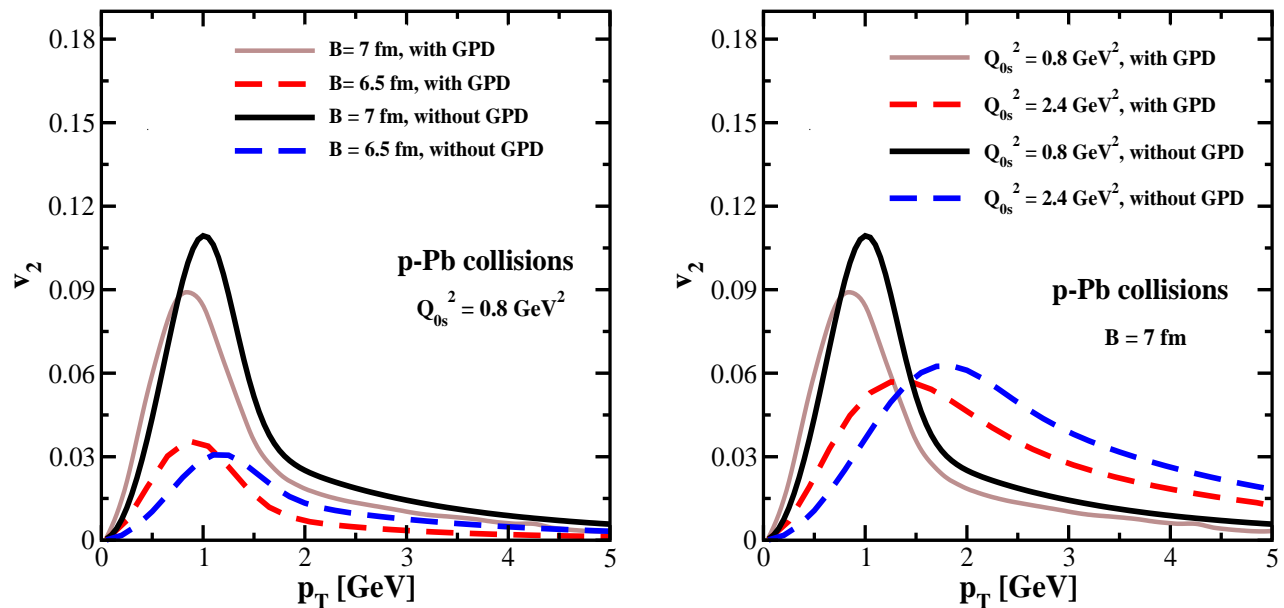 0.18
0.15
0.12
0.09
0.06
0.03
0
v₂
B= 7 fm, with GPD
B= 6.5 fm, with GPD
B = 7 fm, without GPD
B = 6.5 fm, without GPD
p-Pb collisions
Q₀ₛ² = 0.8 GeV²
0 1 2 3 4 5
p_T [GeV]
0.18
0.15
0.12
0.09
0.06
0.03
0
v₂
Q₀ₛ² = 0.8 GeV², with GPD
Q₀ₛ² = 2.4 GeV², with GPD
Q₀ₛ² = 0.8 GeV², without GPD
Q₀ₛ² = 2.4 GeV², without GPD
p-Pb collisions
B = 7 fm
0 1 2 3 4 5
p_T [GeV]